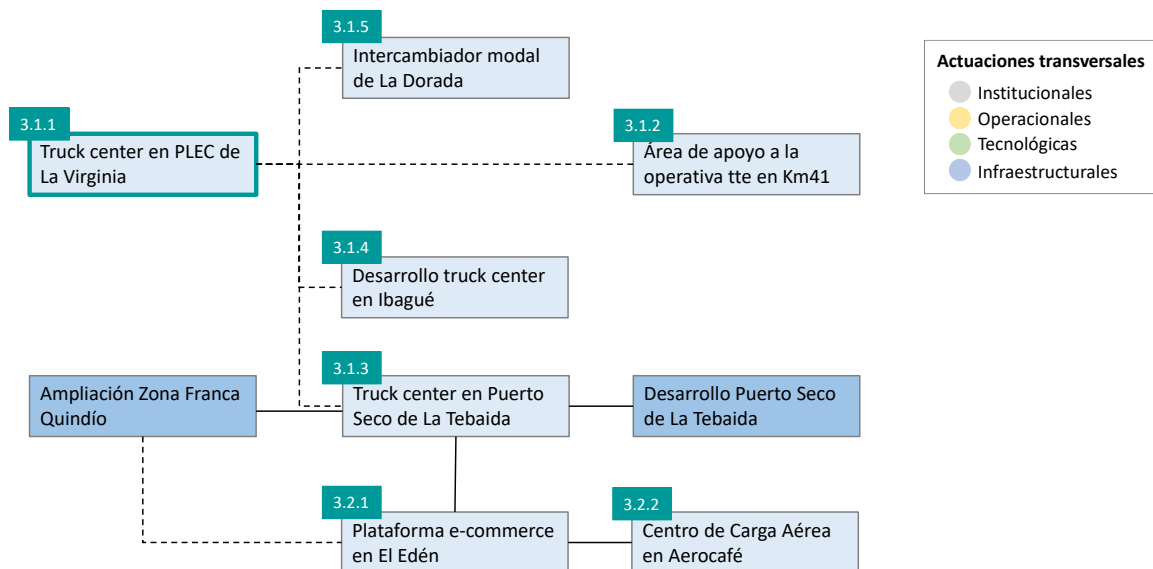 3.1.5
Intercambiador modal
de La Dorada
Actuaciones transversales
Institucionales
Operacionales
Tecnológicas
Infraestructurales
3.1.1
Truck center en PLEC de
La Virginia
3.1.2
Área de apoyo a la
operativa tte en Km41
3.1.4
Desarrollo truck center
en Ibagué
3.1.3
Ampliación Zona Franca
Quindío
Truck center en Puerto
Seco de La Tebaida
Desarrollo Puerto Seco
de La Tebaida
3.2.1
Plataforma e-commerce
en El Edén
3.2.2
Centro de Carga Aérea
en Aerocafé